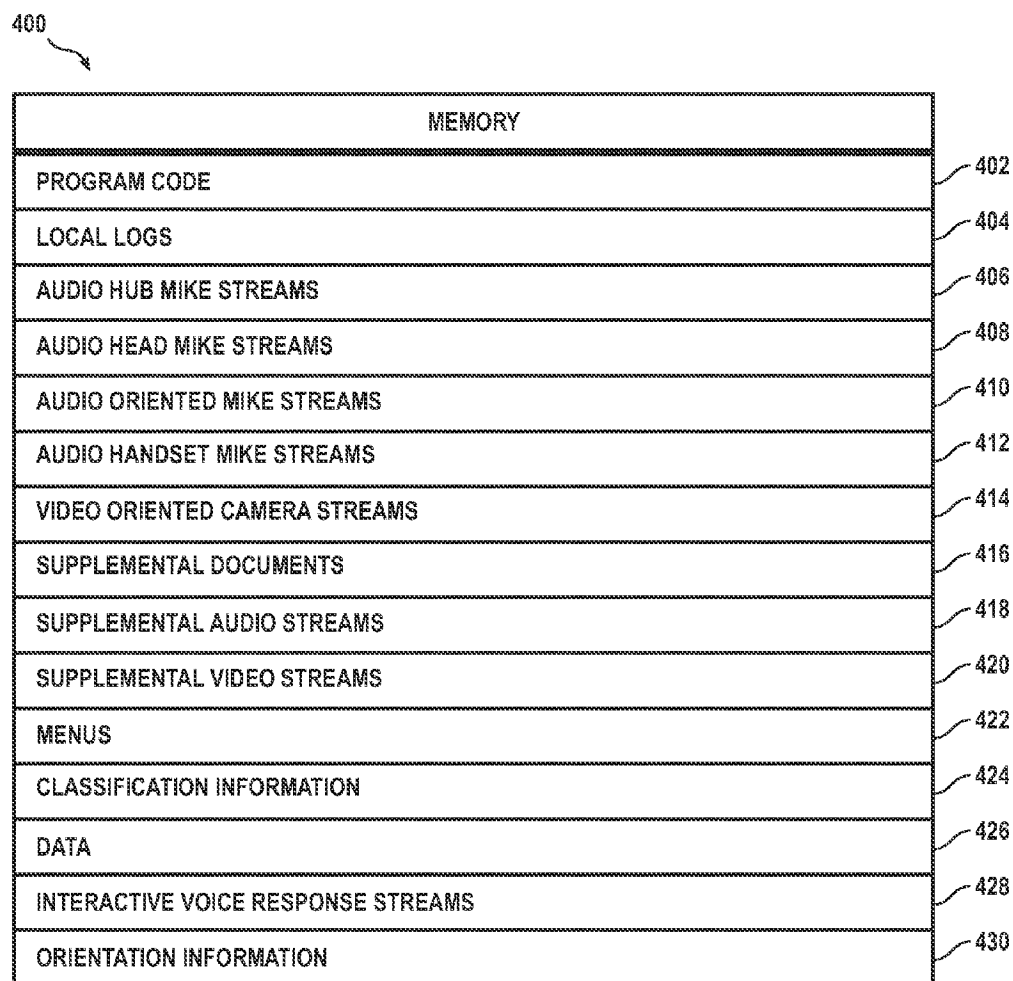 400
MEMORY
PROGRAM CODE 402
LOCAL LOGS 404
AUDIO HUB MIKE STREAMS 406
AUDIO HEAD MIKE STREAMS 408
AUDIO ORIENTED MIKE STREAMS 410
AUDIO HANDSET MIKE STREAMS 412
VIDEO ORIENTED CAMERA STREAMS 414
SUPPLEMENTAL DOCUMENTS 416
SUPPLEMENTAL AUDIO STREAMS 418
SUPPLEMENTAL VIDEO STREAMS 420
MENUS 422
CLASSIFICATION INFORMATION 424
DATA 426
INTERACTIVE VOICE RESPONSE STREAMS 428
ORIENTATION INFORMATION 430